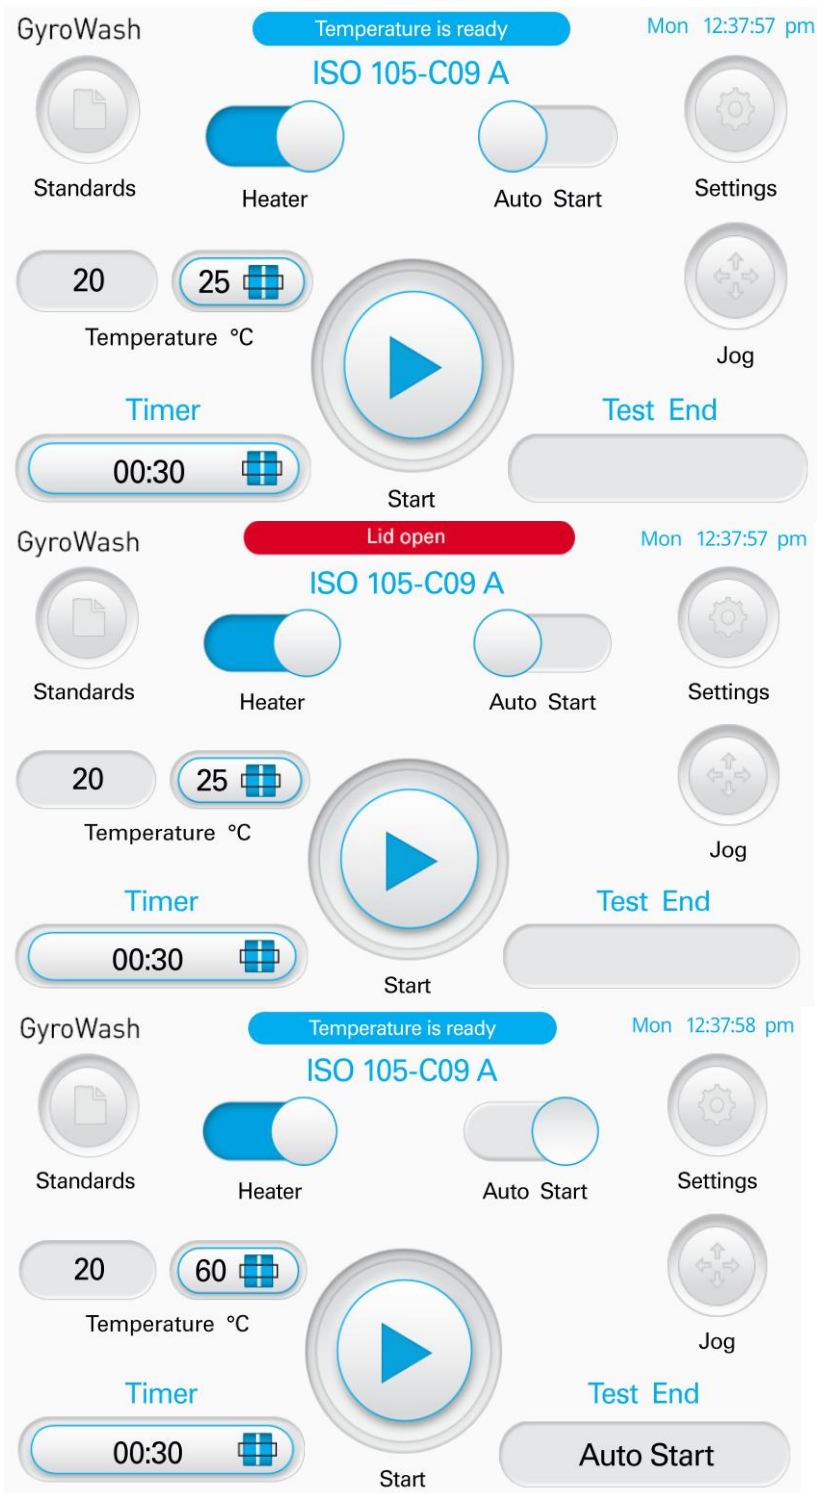 GyroWash
Temperature is ready
Mon 12:37:57 pm
ISO 105-C09 A
Standards
Heater
Auto Start
Settings
20
25
Temperature °C
Jog
Timer
Test End
00:30
Start
GyroWash
Lid open
Mon 12:37:57 pm
ISO 105-C09 A
Standards
Heater
Auto Start
Settings
20
25
Temperature °C
Jog
Timer
Test End
00:30
Start
GyroWash
Temperature is ready
Mon 12:37:58 pm
ISO 105-C09 A
Standards
Heater
Auto Start
Settings
20
60
Temperature °C
Jog
Timer
Test End
00:30
Auto Start
Start